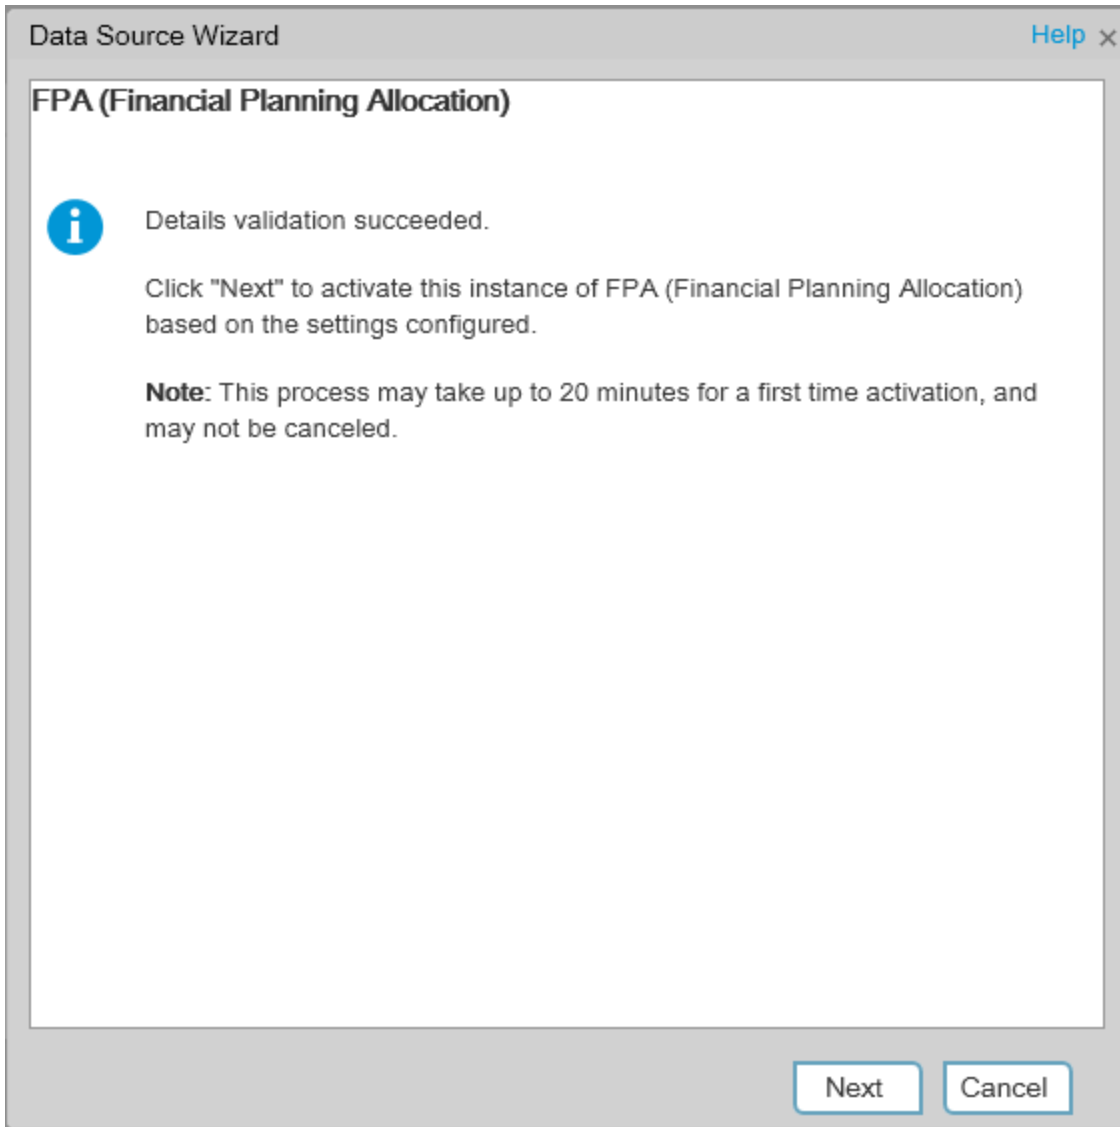 Data Source Wizard
Help ×
FPA (Financial Planning Allocation)
Details validation succeeded.
Click "Next" to activate this instance of FPA (Financial Planning Allocation)
based on the settings configured.
Note: This process may take up to 20 minutes for a first time activation, and
may not be canceled.
Next
Cancel